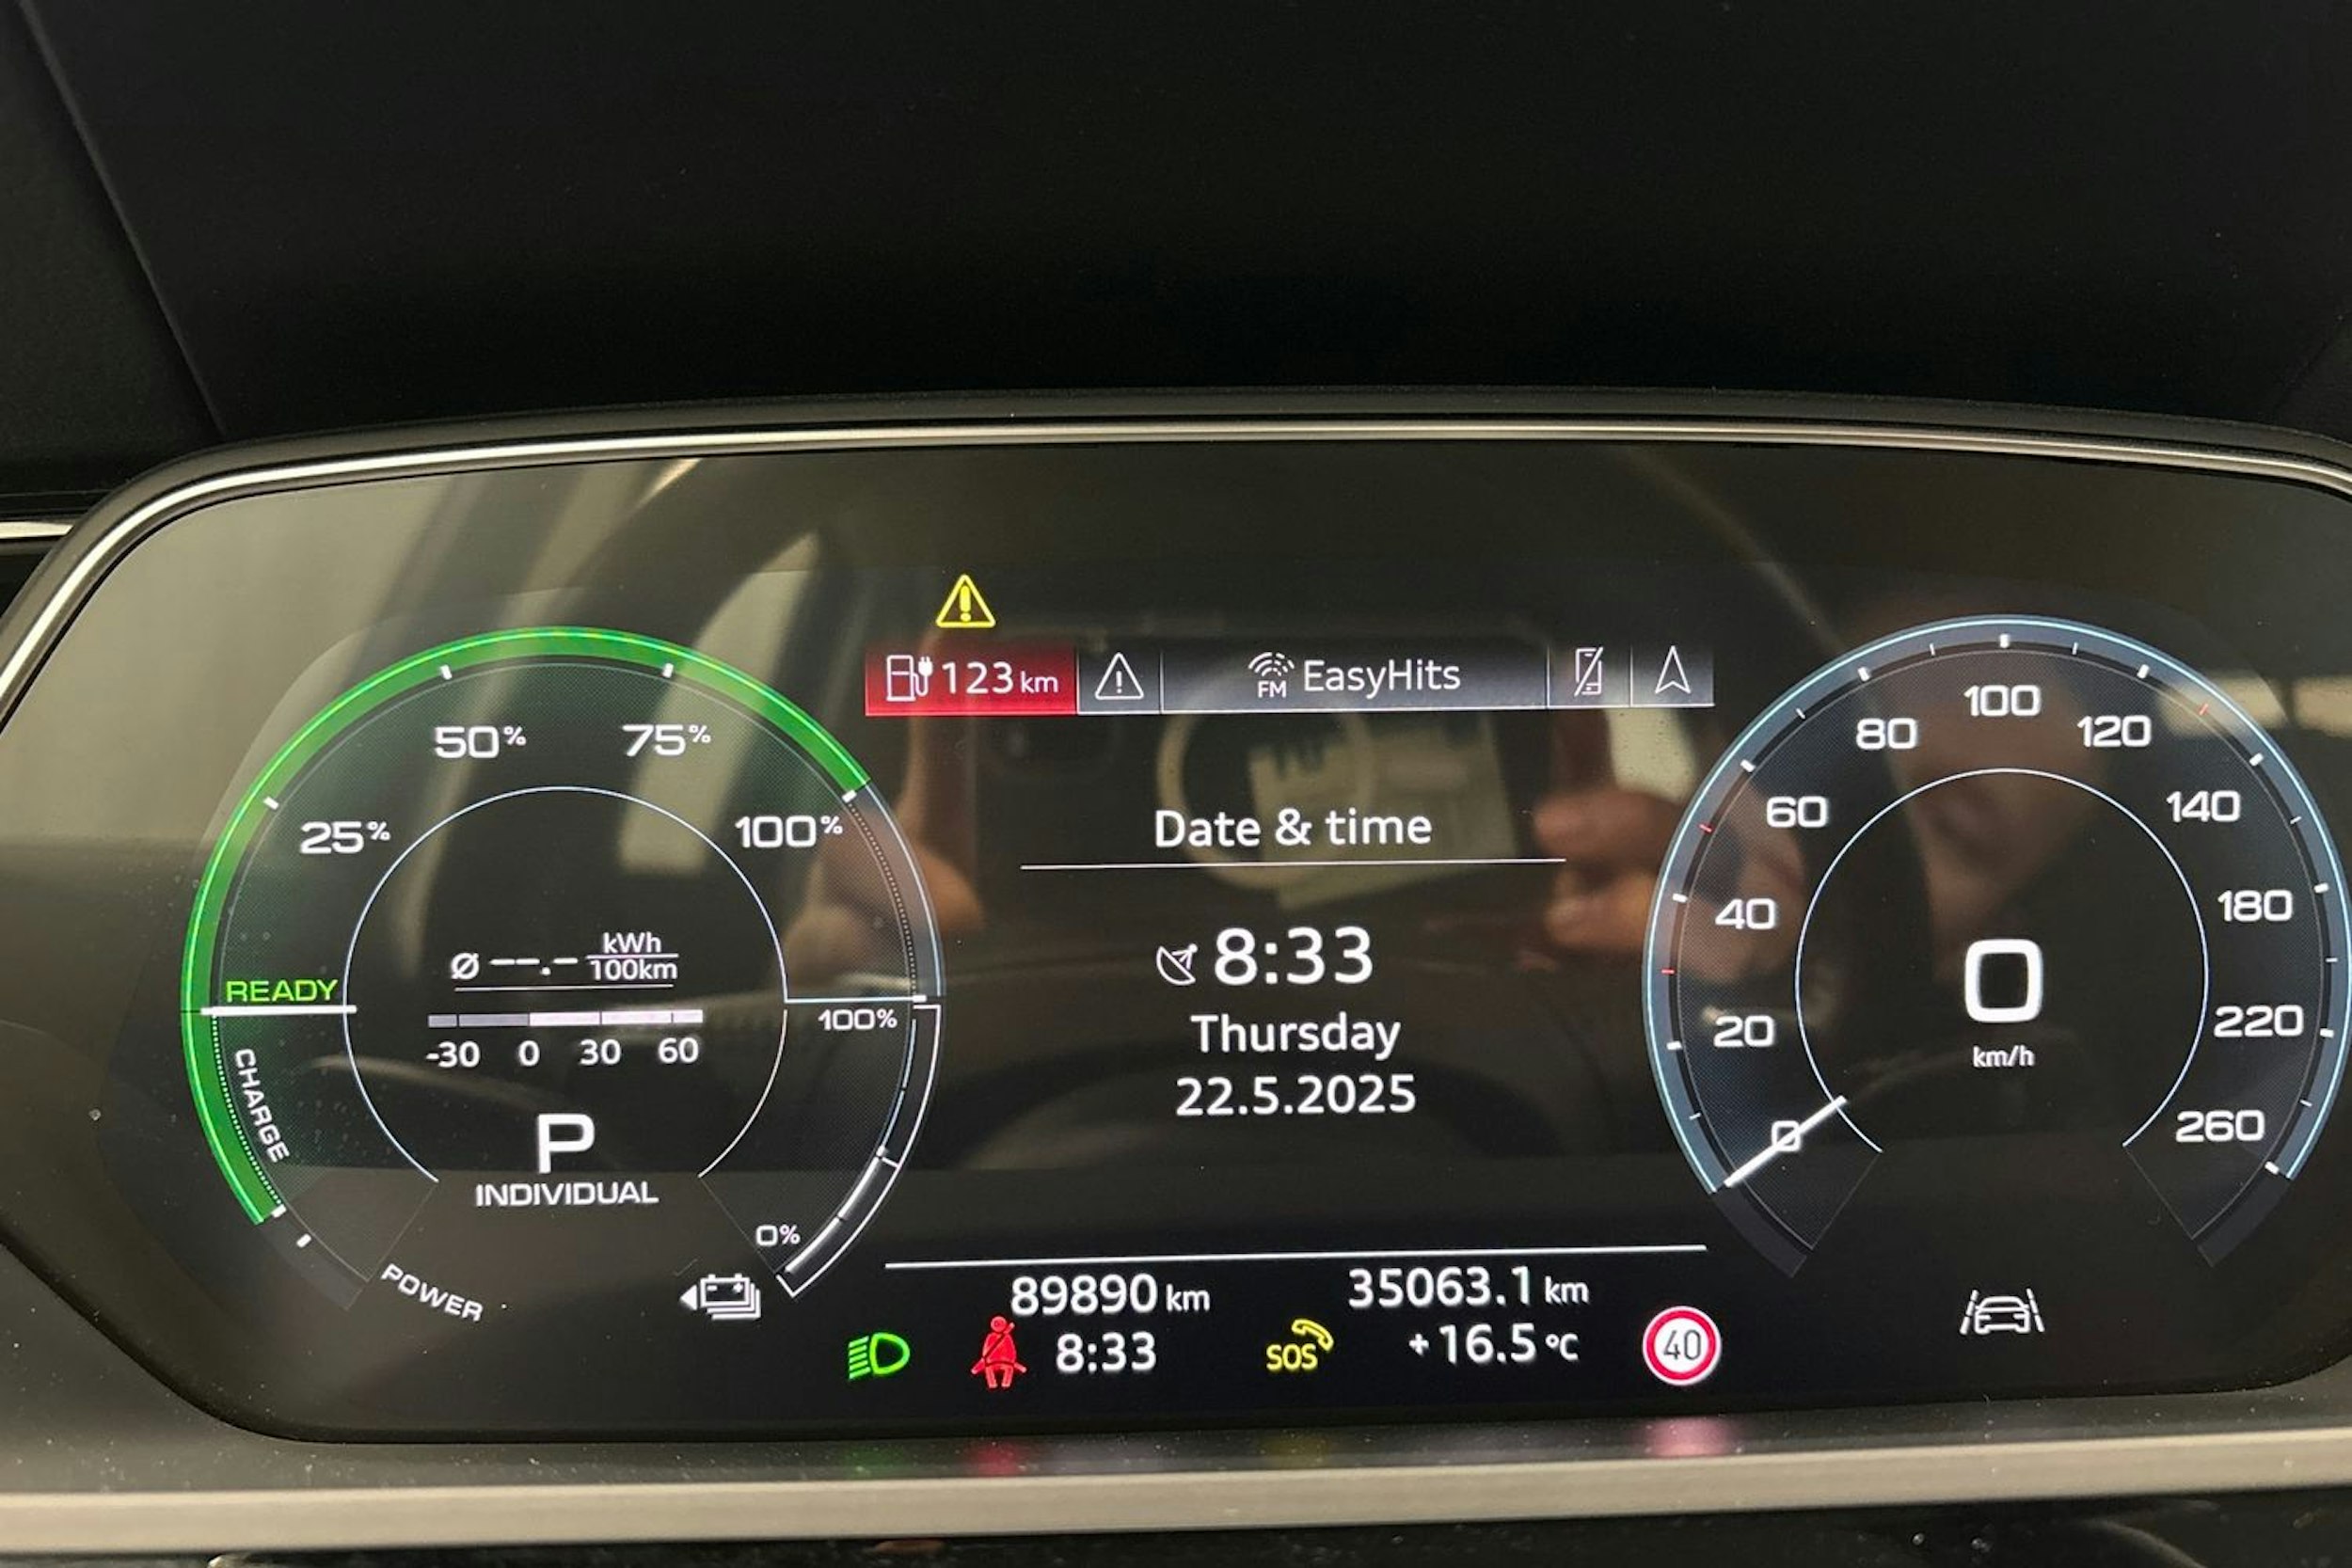 123 km
FM EasyHits
50%
75%
25%
100%
READY
CHARGE
POWER
Ø --.- kWh
100km
-30 0 30 60
P
INDIVIDUAL
100%
0%
Date & time
8:33
Thursday
22.5.2025
0
20
40
60
80
100
120
140
180
220
260
0
km/h
89890 km
35063.1 km
8:33
SOS
+16.5 °C
40